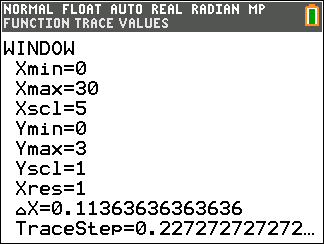 NORMAL FLOAT AUTO REAL RADIAN MP
FUNCTION TRACE VALUES
WINDOW
Xmin=0
Xmax=30
Xscl=5
Ymin=0
Ymax=3
Yscl=1
Xres=1
△X=0.11363636363636
TraceStep=0.227272727272…